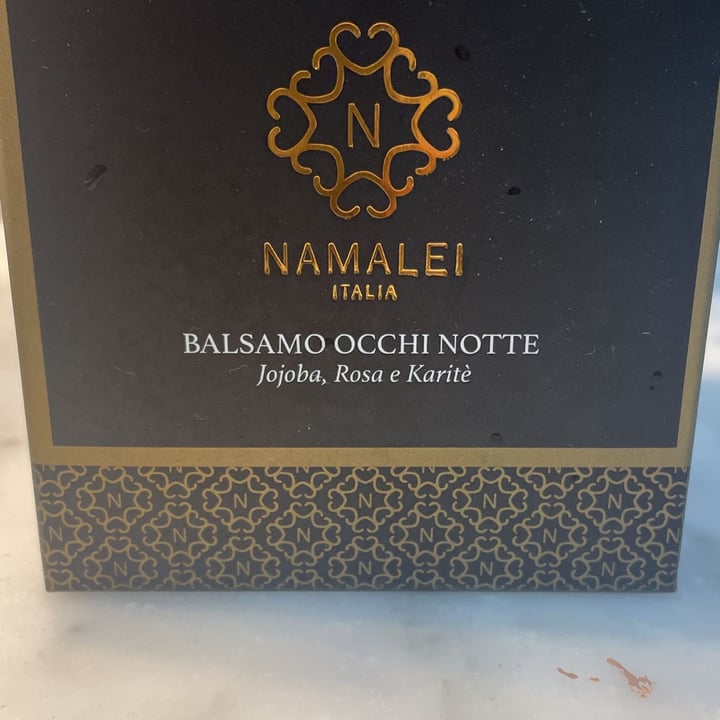 N
NAMALEI
ITALIA
BALSAMO OCCHI NOTTE
Jojoba, Rosa e Karitè